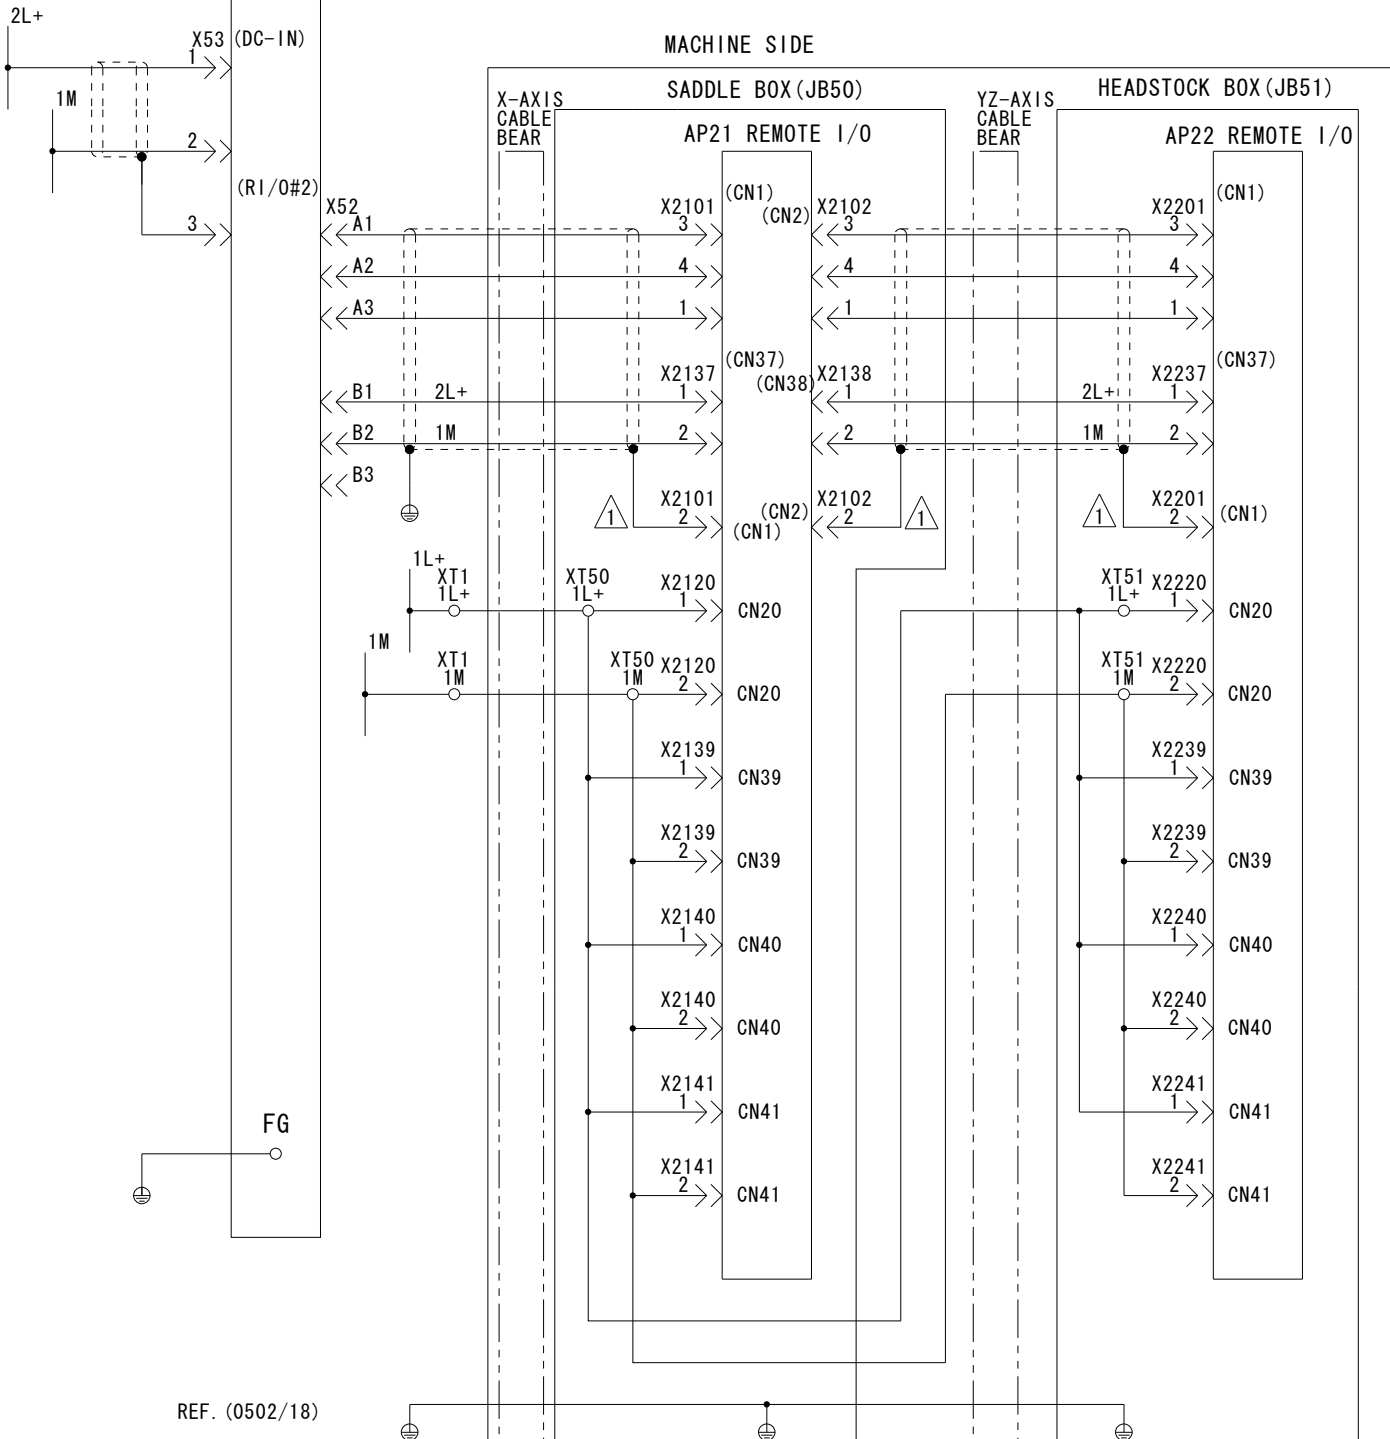 2L+
X53 (DC-IN)
1
1M
2
(RI/O#2)
3
MACHINE SIDE
X-AXIS
CABLE
BEAR
SADDLE BOX(JB50)
AP21 REMOTE I/O
YZ-AXIS
CABLE
BEAR
HEADSTOCK BOX(JB51)
AP22 REMOTE I/O
X52
A1
X2101
3
(CN1)
(CN2)
X2102
3
X2201
3
(CN1)
A2
4
4
4
A3
1
1
1
B1
2L+
X2137
1
(CN37)
(CN38)
X2138
1
2L+
X2237
1
(CN37)
B2
1M
2
2
1M
2
B3
1
X2101
2
(CN1)
(CN2)
X2102
2
1
1
X2201
2
(CN1)
1L+
XT1
1L+
XT50
1L+
X2120
1
CN20
XT51
1L+
X2220
1
CN20
1M
XT1
1M
XT50
1M
X2120
2
CN20
XT51
1M
X2220
2
CN20
X2139
1
CN39
X2239
1
CN39
X2139
2
CN39
X2239
2
CN39
X2140
1
CN40
X2240
1
CN40
X2140
2
CN40
X2240
2
CN40
X2141
1
CN41
X2241
1
CN41
FG
X2141
2
CN41
X2241
2
CN41
REF. (0502/18)